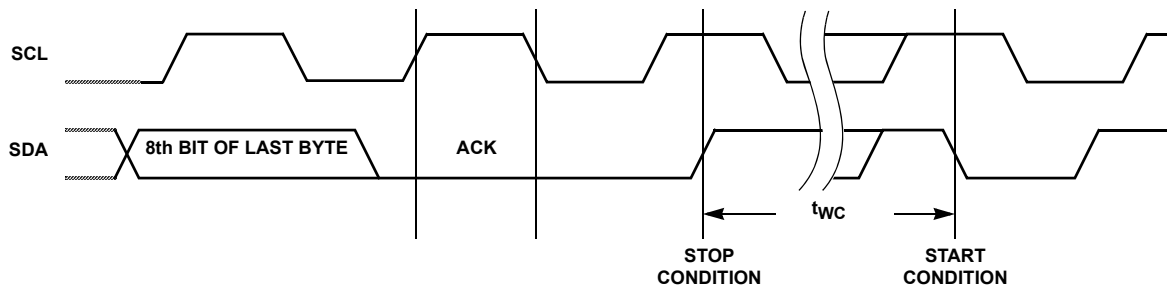 SCL
SDA
8th BIT OF LAST BYTE
ACK
tWC
STOP
CONDITION
START
CONDITION